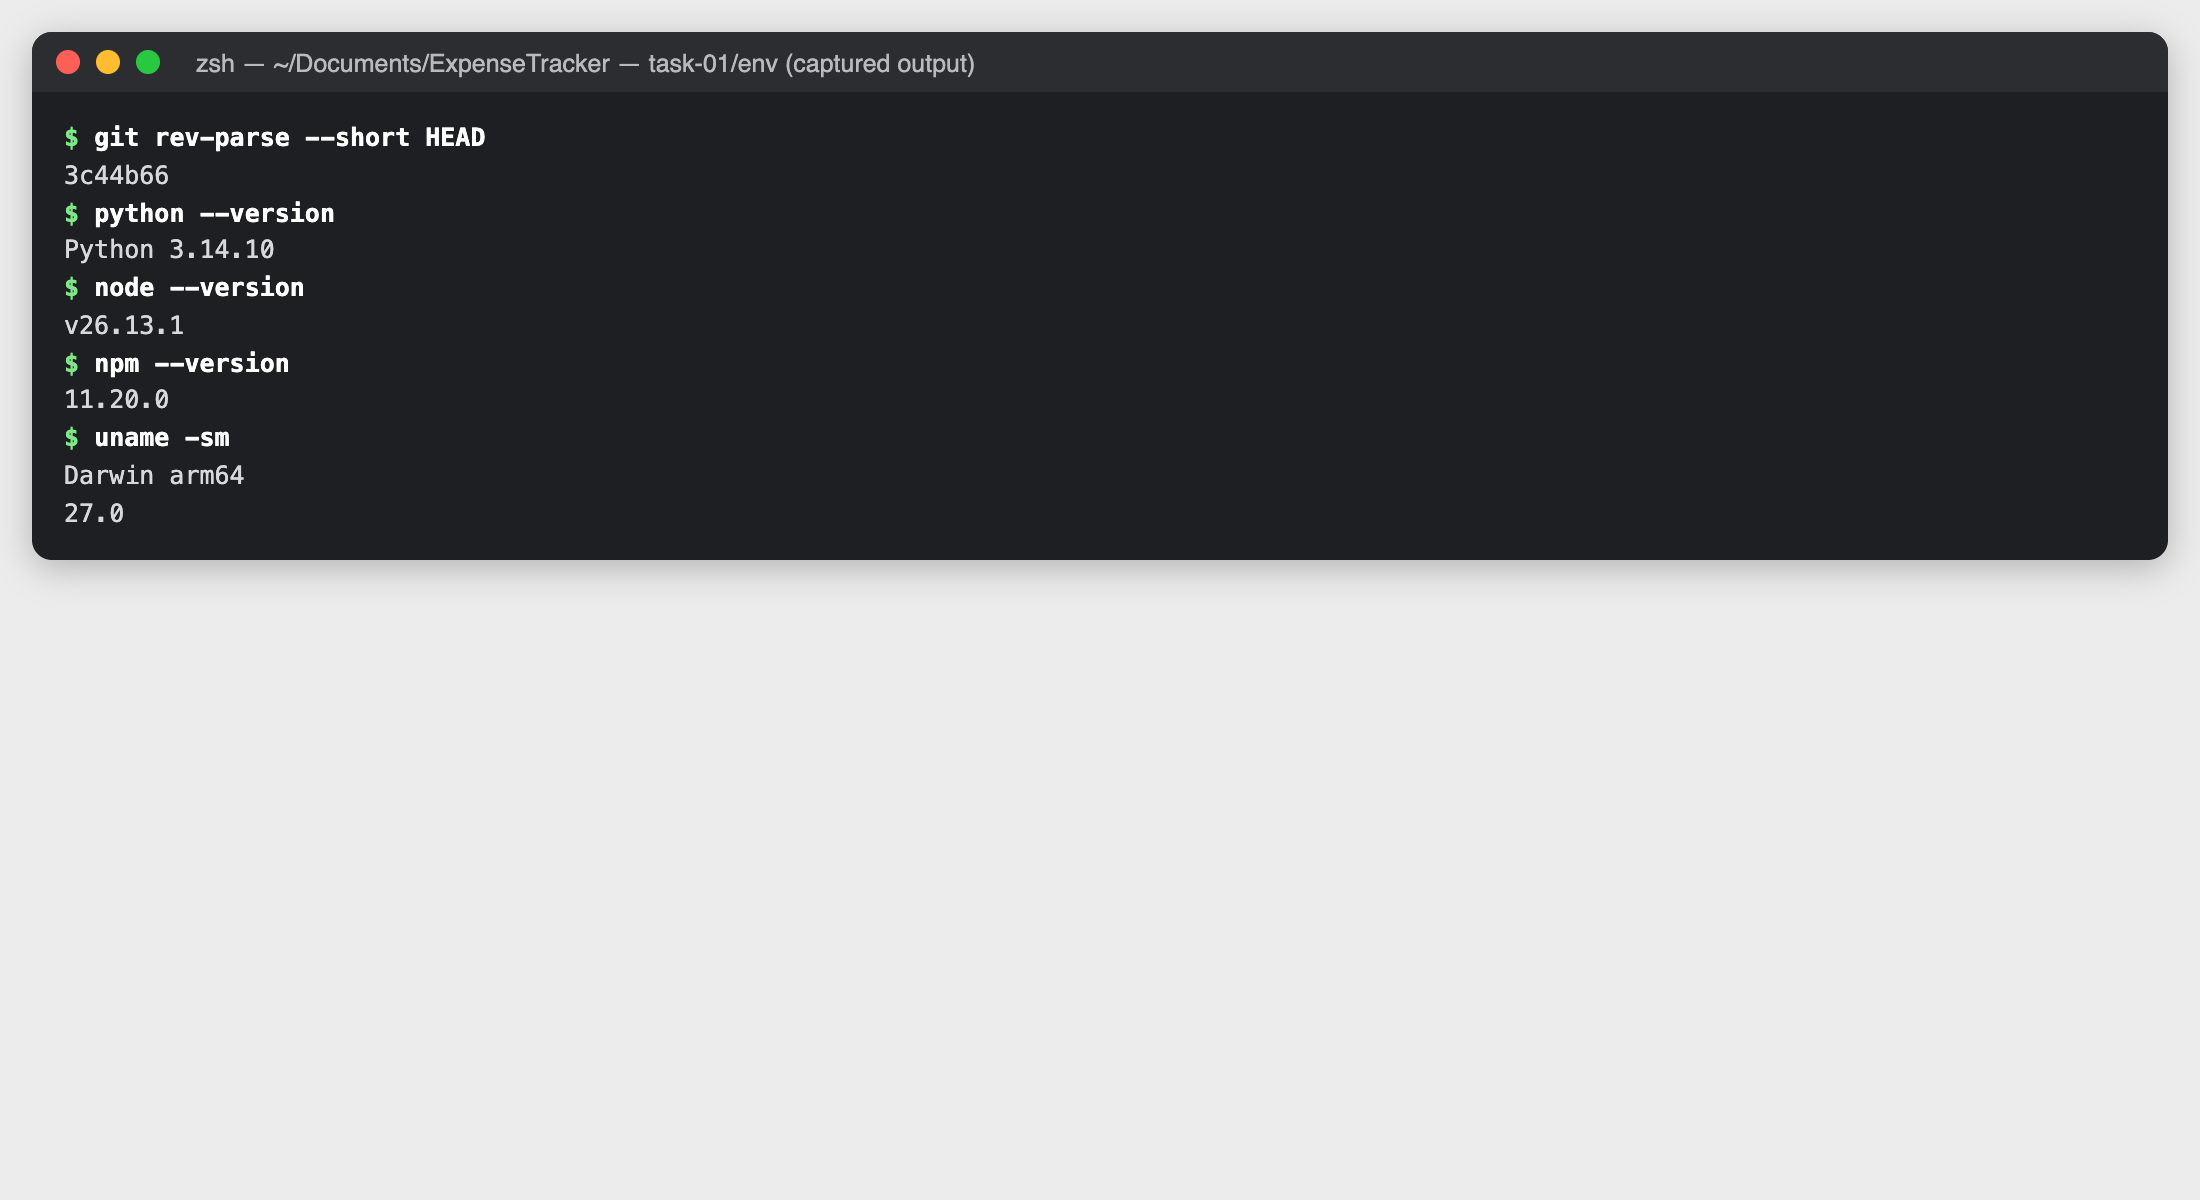 zsh — ~/Documents/ExpenseTracker — task-01/env (captured output)
$ git rev-parse --short HEAD
3c44b66
$ python --version
Python 3.14.10
$ node --version
v26.13.1
$ npm --version
11.20.0
$ uname -sm
Darwin arm64
27.0